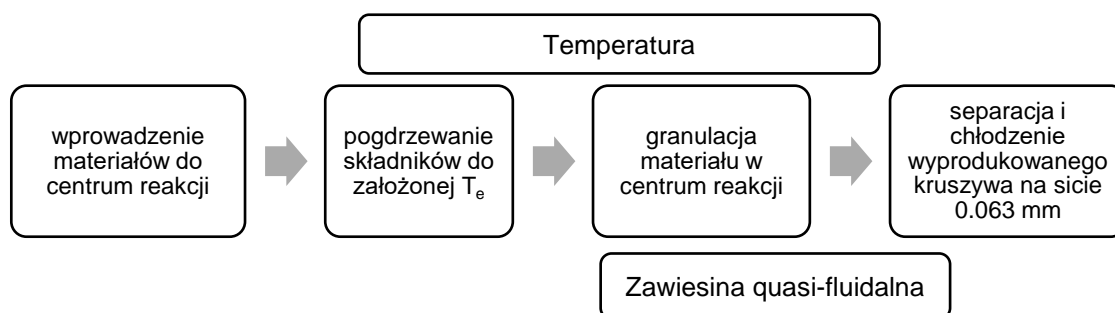 Temperatura
wprowadzenie
materiałów do
centrum reakcji
pogdrzewanie
składników do
założonej Te
granulacja
materiału w
centrum reakcji
separacja i
chłodzenie
wyprodukowanego
kruszywa na sicie
0.063 mm
Zawiesina quasi-fluidalna